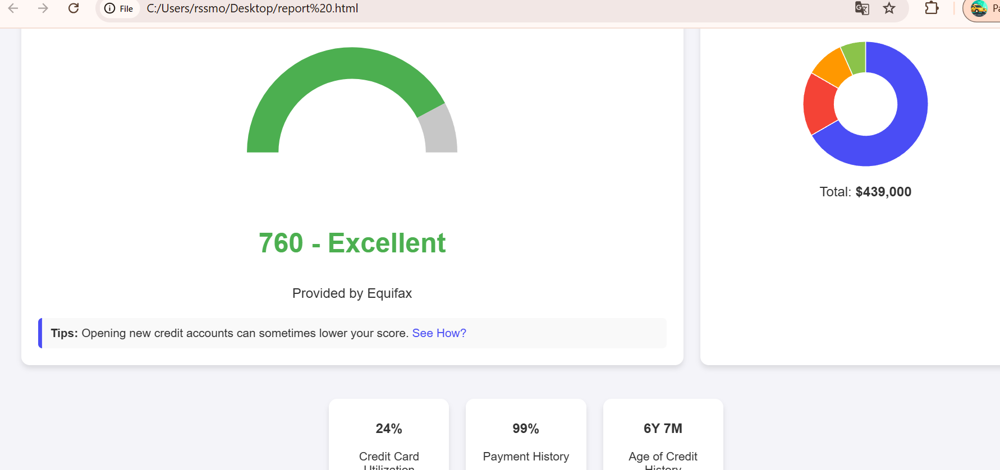 File C:/Users/rssmo/Desktop/report%20.html
760 - Excellent
Provided by Equifax
Tips: Opening new credit accounts can sometimes lower your score. See How?
Total: $439,000
24%
Credit Card
Utilization
99%
Payment History
6Y 7M
Age of Credit
History